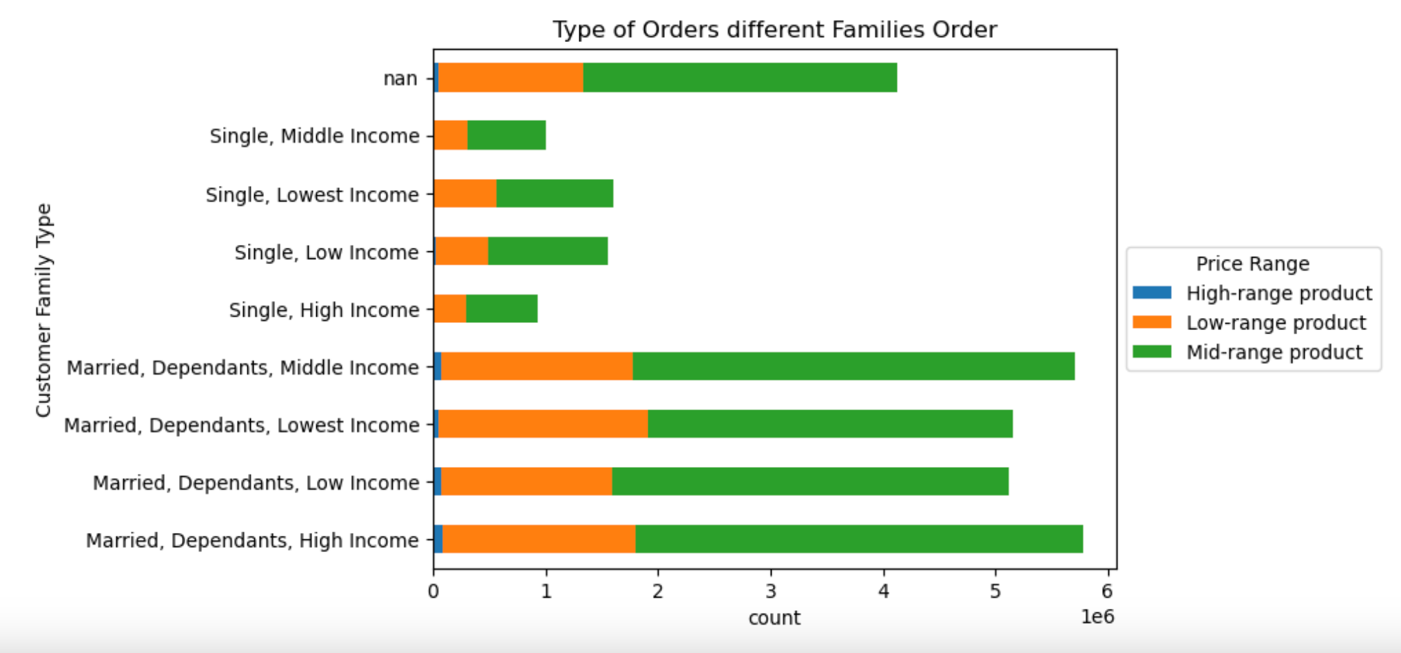 Type of Orders different Families Order
Customer Family Type
nan
Single, Middle Income
Single, Lowest Income
Single, Low Income
Single, High Income
Married, Dependants, Middle Income
Married, Dependants, Lowest Income
Married, Dependants, Low Income
Married, Dependants, High Income
0 1 2 3 4 5 6
1e6
count
Price Range
High-range product
Low-range product
Mid-range product